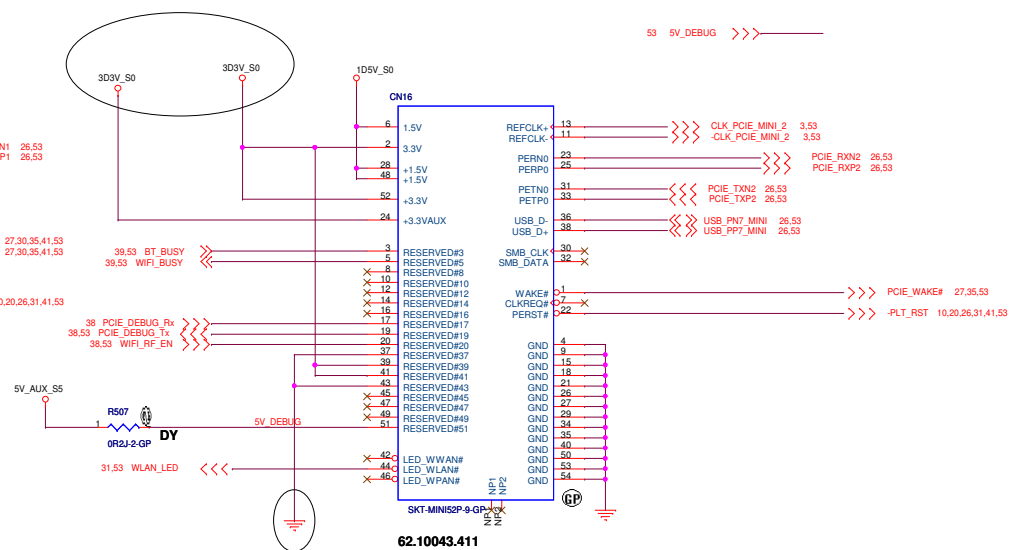 53 5V_DEBUG
3D3V_S0
3D3V_S0
1D5V_S0
CN16
6 1.5V
2 3.3V
28 +1.5V
48 +1.5V
52 +3.3V
24 +3.3VAUX
3 RESERVED#3
5 RESERVED#5
8 RESERVED#8
10 RESERVED#10
12 RESERVED#12
14 RESERVED#14
16 RESERVED#16
17 RESERVED#17
19 RESERVED#19
20 RESERVED#20
37 RESERVED#37
39 RESERVED#39
41 RESERVED#41
43 RESERVED#43
45 RESERVED#45
47 RESERVED#47
49 RESERVED#49
51 RESERVED#51
42 LED_WWAN#
44 LED_WLAN#
46 LED_WPAN#
REFCLK+ 13 CLK_PCIE_MINI_2 3,53
REFCLK- 11 -CLK_PCIE_MINI_2 3,53
PERN0 23 PCIE_RXN2 26,53
PERP0 25 PCIE_RXP2 26,53
PETN0 31 PCIE_TXN2 26,53
PETP0 33 PCIE_TXP2 26,53
USB_D- 36 USB_PN7_MINI 26,53
USB_D+ 38 USB_PP7_MINI 26,53
SMB_CLK 30
SMB_DATA 32
WAKE# 1 PCIE_WAKE# 27,35,53
CLKREQ# 7
PERST# 22 -PLT_RST 10,20,26,31,41,53
GND 4
GND 9
GND 15
GND 18
GND 21
GND 26
GND 27
GND 29
GND 34
GND 35
GND 40
GND 50
GND 53
GND 54
NP1
NP2
NP1
NP2
N1 26,53
P1 26,53
27,30,35,41,53
27,30,35,41,53
39,53 BT_BUSY
39,53 WIFI_BUSY
0,20,26,31,41,53
38 PCIE_DEBUG_Rx
38,53 PCIE_DEBUG_Tx
38,53 WIFI_RF_EN
5V_AUX_S5
R507
1
DY
0R2J-2-GP
5V_DEBUG
31,53 WLAN_LED
SKT-MINI52P-9-GP
GP
62.10043.411